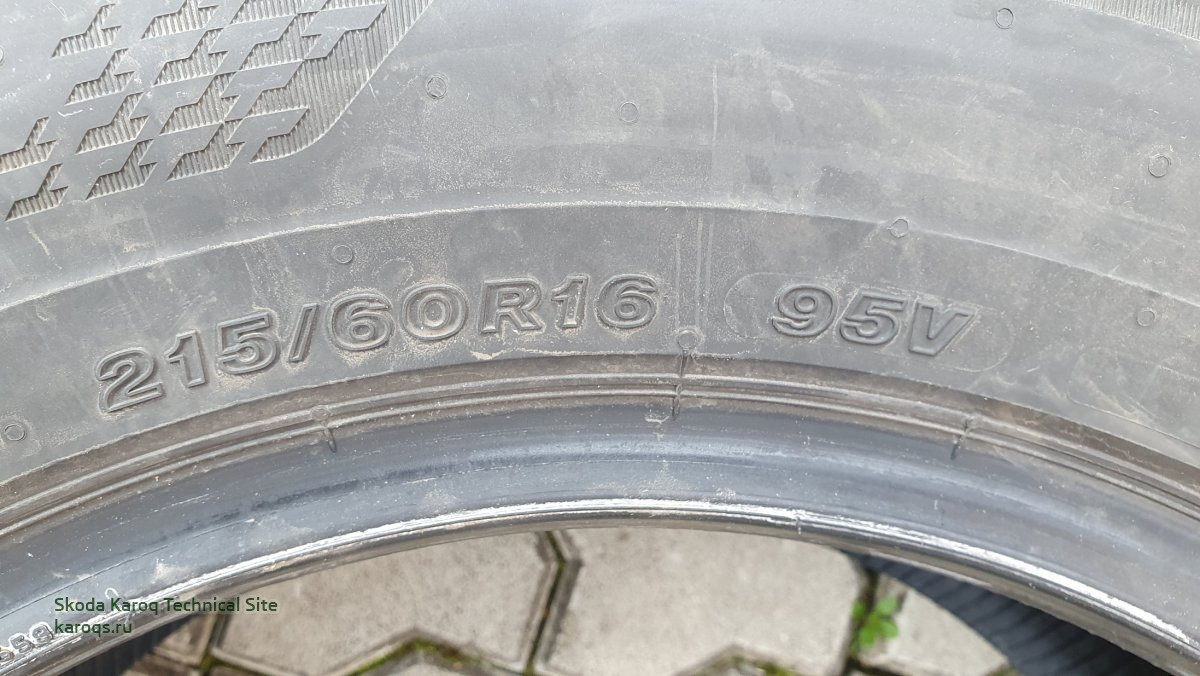 215/60R16 95V
Skoda Karoq Technical Site
karoqs.ru